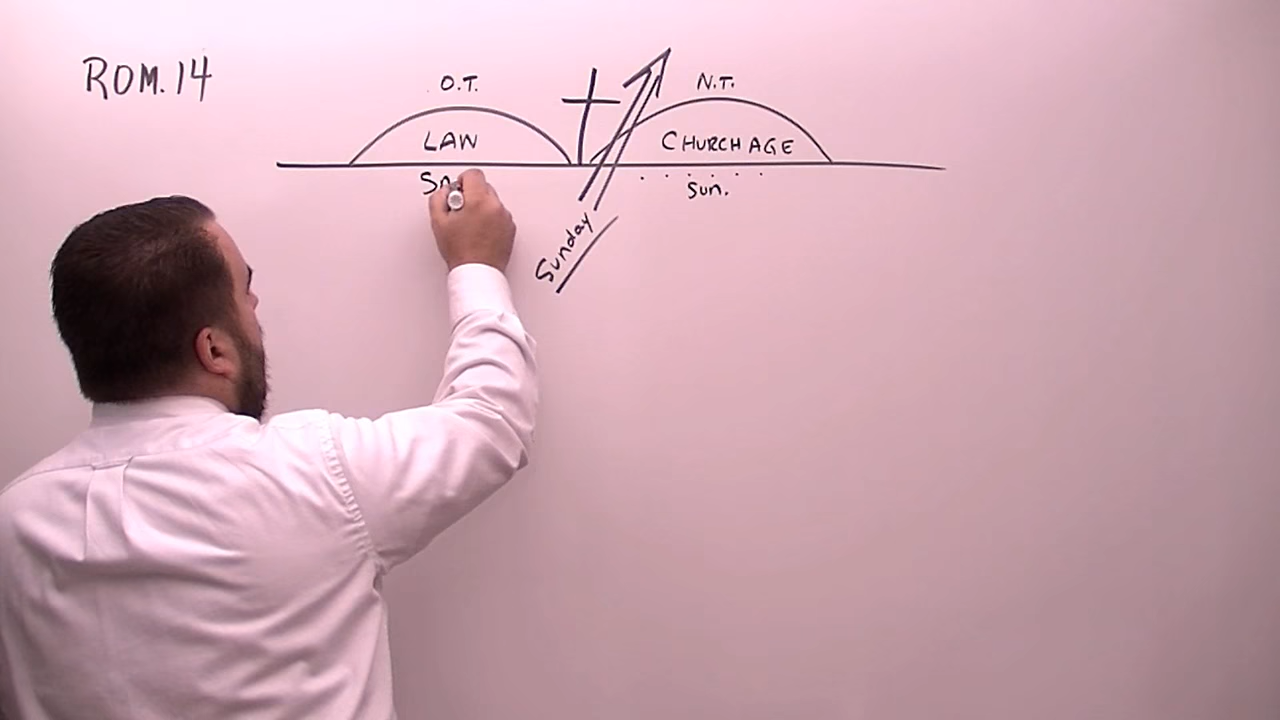 ROM. 14
O.T.
N.T.
LAW
CHURCH AGE
Sun.
Sunday